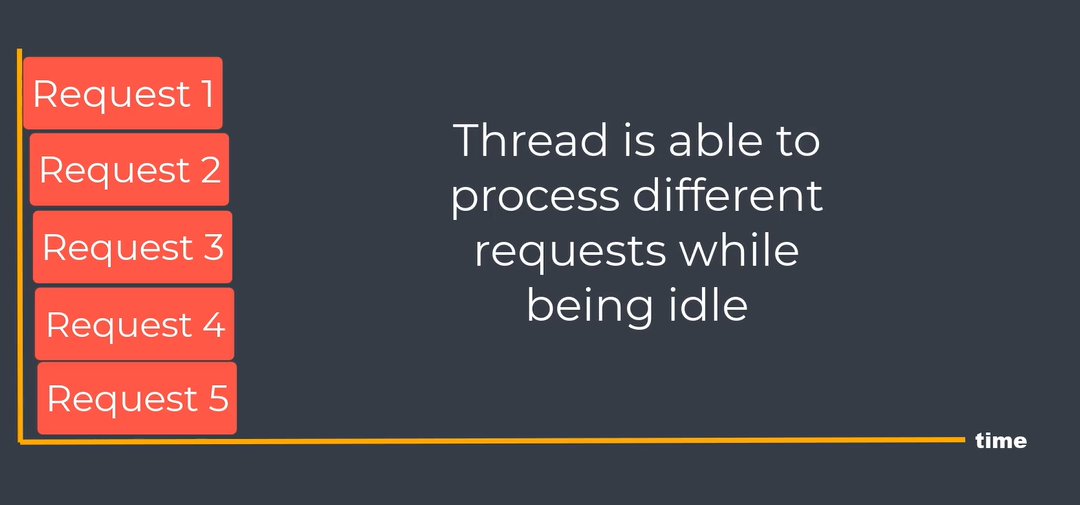 Request 1
Request 2
Request 3
Request 4
Request 5
Thread is able to
process different
requests while
being idle
time